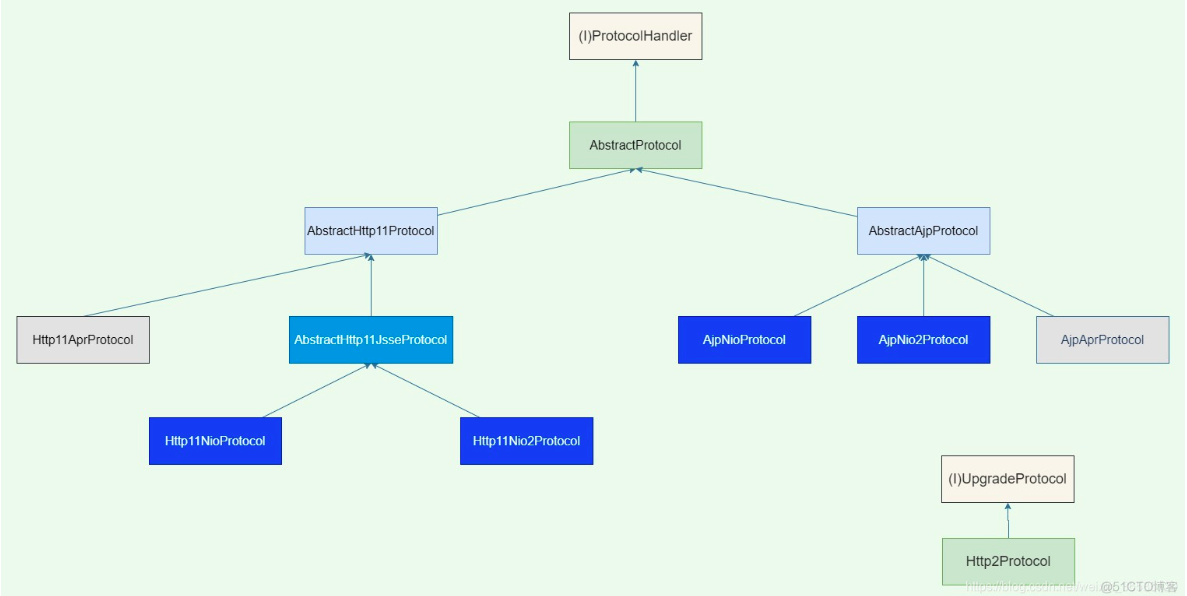 (I)ProtocolHandler
AbstractProtocol
AbstractHttp11Protocol
AbstractAjpProtocol
Http11AprProtocol
AbstractHttp11JsseProtocol
AjpNioProtocol
AjpNio2Protocol
AjpAprProtocol
Http11NioProtocol
Http11Nio2Protocol
(I)UpgradeProtocol
Http2Protocol
https://blog.csdn.net/wei
@51CTO博客